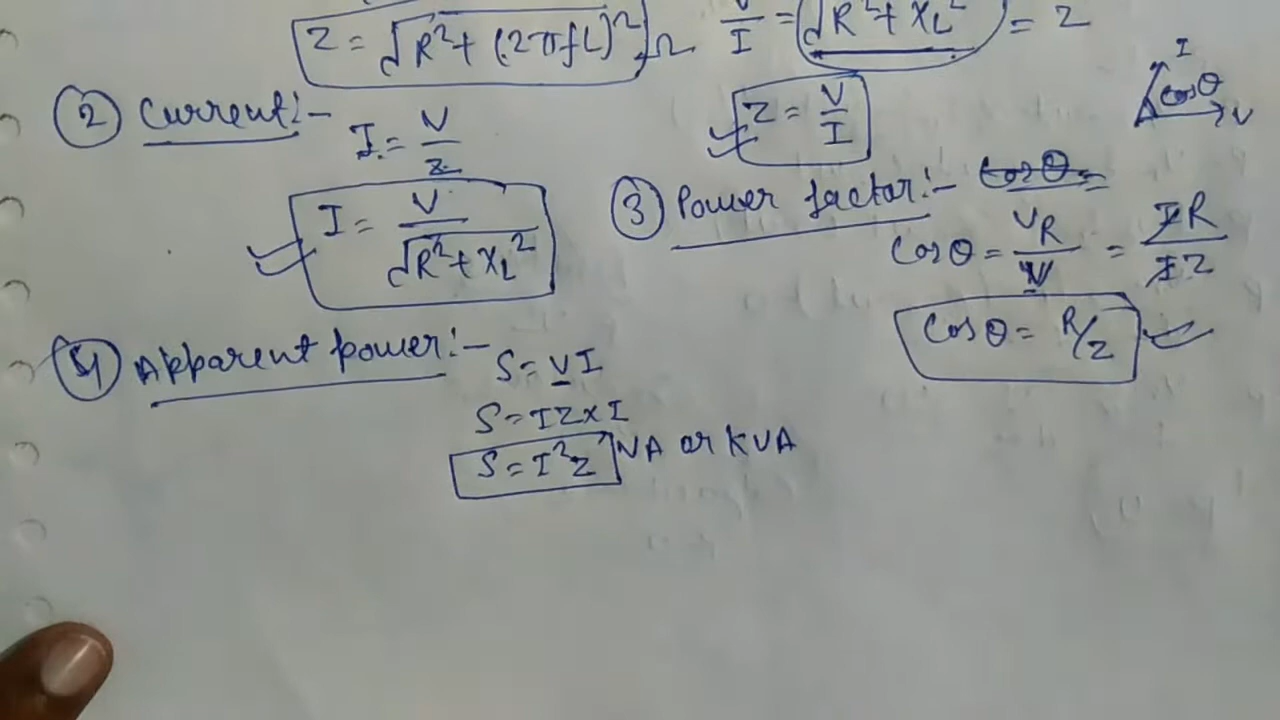 Z = √R² + (2πfL)² Ω
V/I = √R² + XL² = Z
② Current:-
I = V/Z
I = V/√R² + XL²
Z = V/I
I
cosθ
V
③ Power factor:- cosθ =
cosθ = VR/V = IR/IZ
cosθ = R/Z
④ Apparent power:-
S = VI
S = IZ x I
S = I²Z VA or KVA